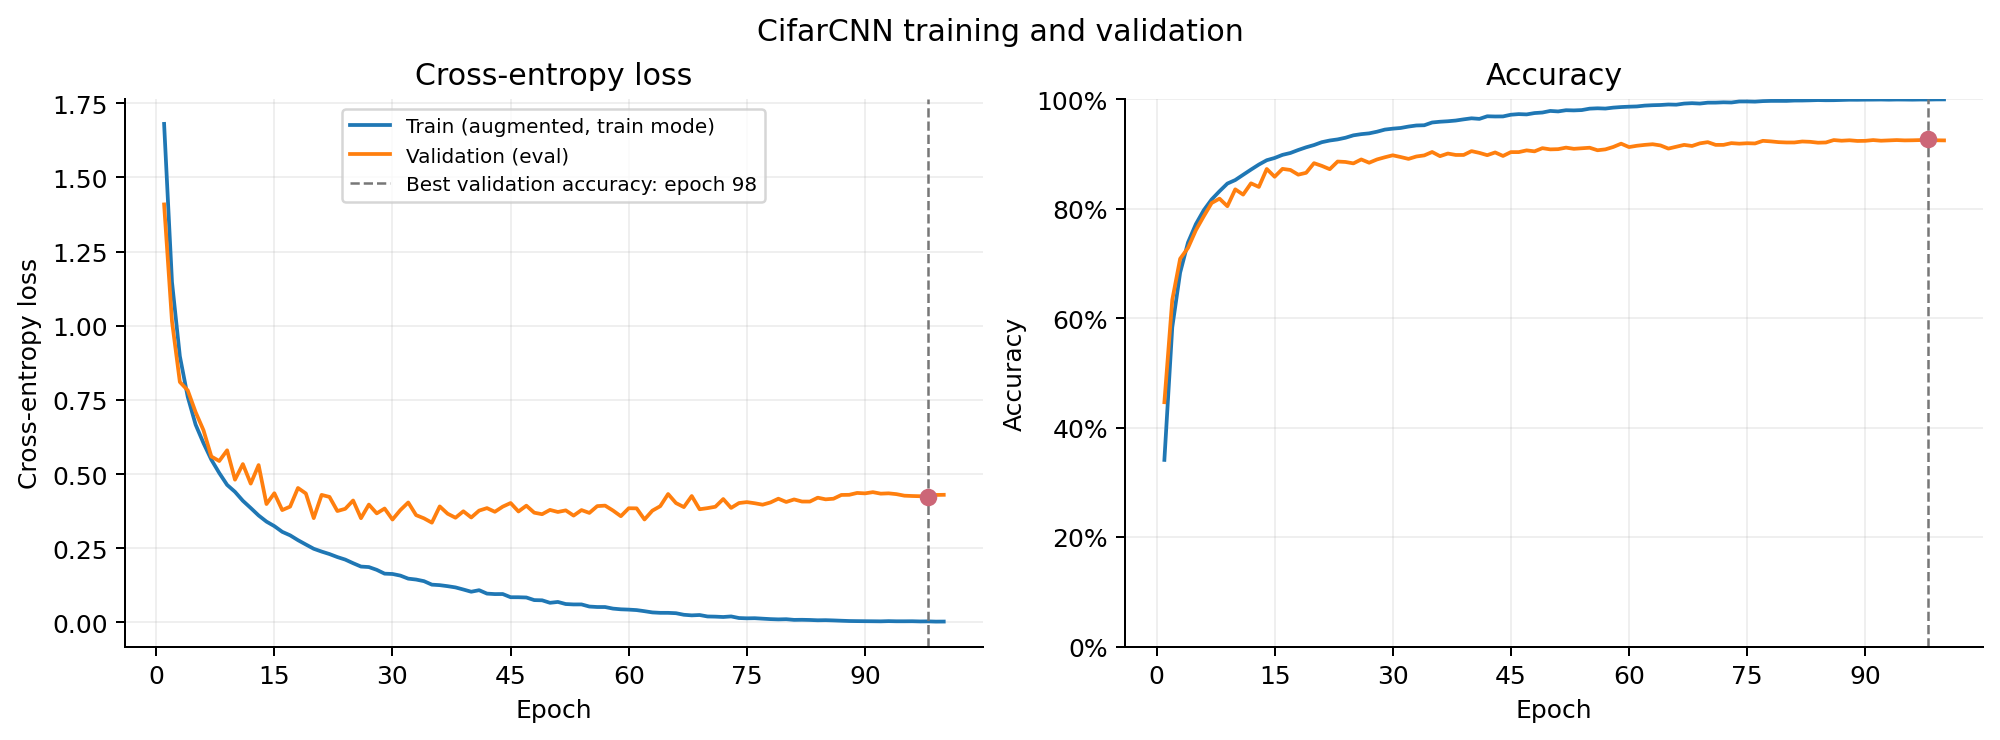 CifarCNN training and validation
Cross-entropy loss
1.75
1.50
1.25
1.00
0.75
0.50
0.25
0.00
Cross-entropy loss
Train (augmented, train mode)
Validation (eval)
Best validation accuracy: epoch 98
0 15 30 45 60 75 90
Epoch
Accuracy
100%
80%
60%
40%
20%
0%
Accuracy
0 15 30 45 60 75 90
Epoch